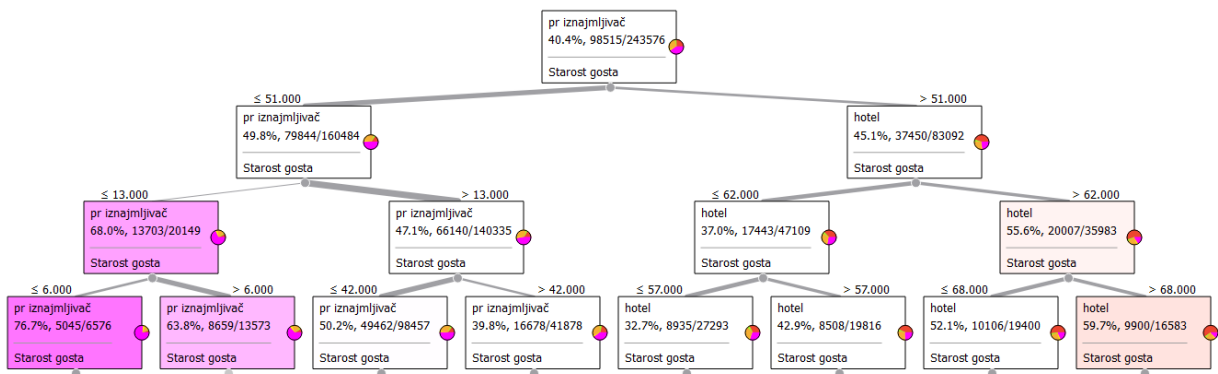 pr iznajmljivač
40.4%, 98515/243576
Starost gosta
≤ 51.000
> 51.000
pr iznajmljivač
49.8%, 79844/160484
Starost gosta
hotel
45.1%, 37450/83092
Starost gosta
≤ 13.000
> 13.000
≤ 62.000
> 62.000
pr iznajmljivač
68.0%, 13703/20149
Starost gosta
pr iznajmljivač
47.1%, 66140/140335
Starost gosta
hotel
37.0%, 17443/47109
Starost gosta
hotel
55.6%, 20007/35983
Starost gosta
≤ 6.000
> 6.000
≤ 42.000
> 42.000
≤ 57.000
> 57.000
≤ 68.000
> 68.000
pr iznajmljivač
76.7%, 5045/6576
Starost gosta
pr iznajmljivač
63.8%, 8659/13573
Starost gosta
pr iznajmljivač
50.2%, 49462/98457
Starost gosta
pr iznajmljivač
39.8%, 16678/41878
Starost gosta
hotel
32.7%, 8935/27293
Starost gosta
hotel
42.9%, 8508/19816
Starost gosta
hotel
52.1%, 10106/19400
Starost gosta
hotel
59.7%, 9900/16583
Starost gosta